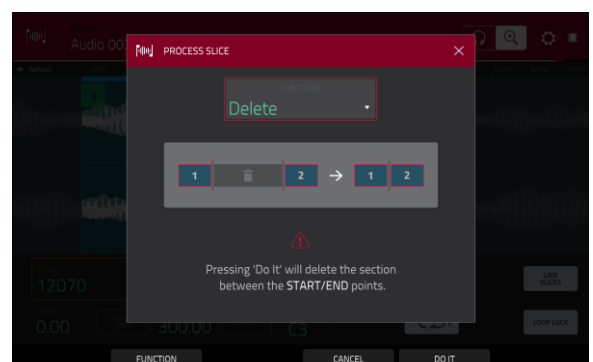 Audio 00
PROCESS SLICE
FUNCTION
Delete
1
2
1
2
Pressing 'Do It' will delete the section
between the START/END points.
12070
LINK
SLICES
0.00
300.00
C3
LOOP LOCK
FUNCTION
CANCEL
DO IT